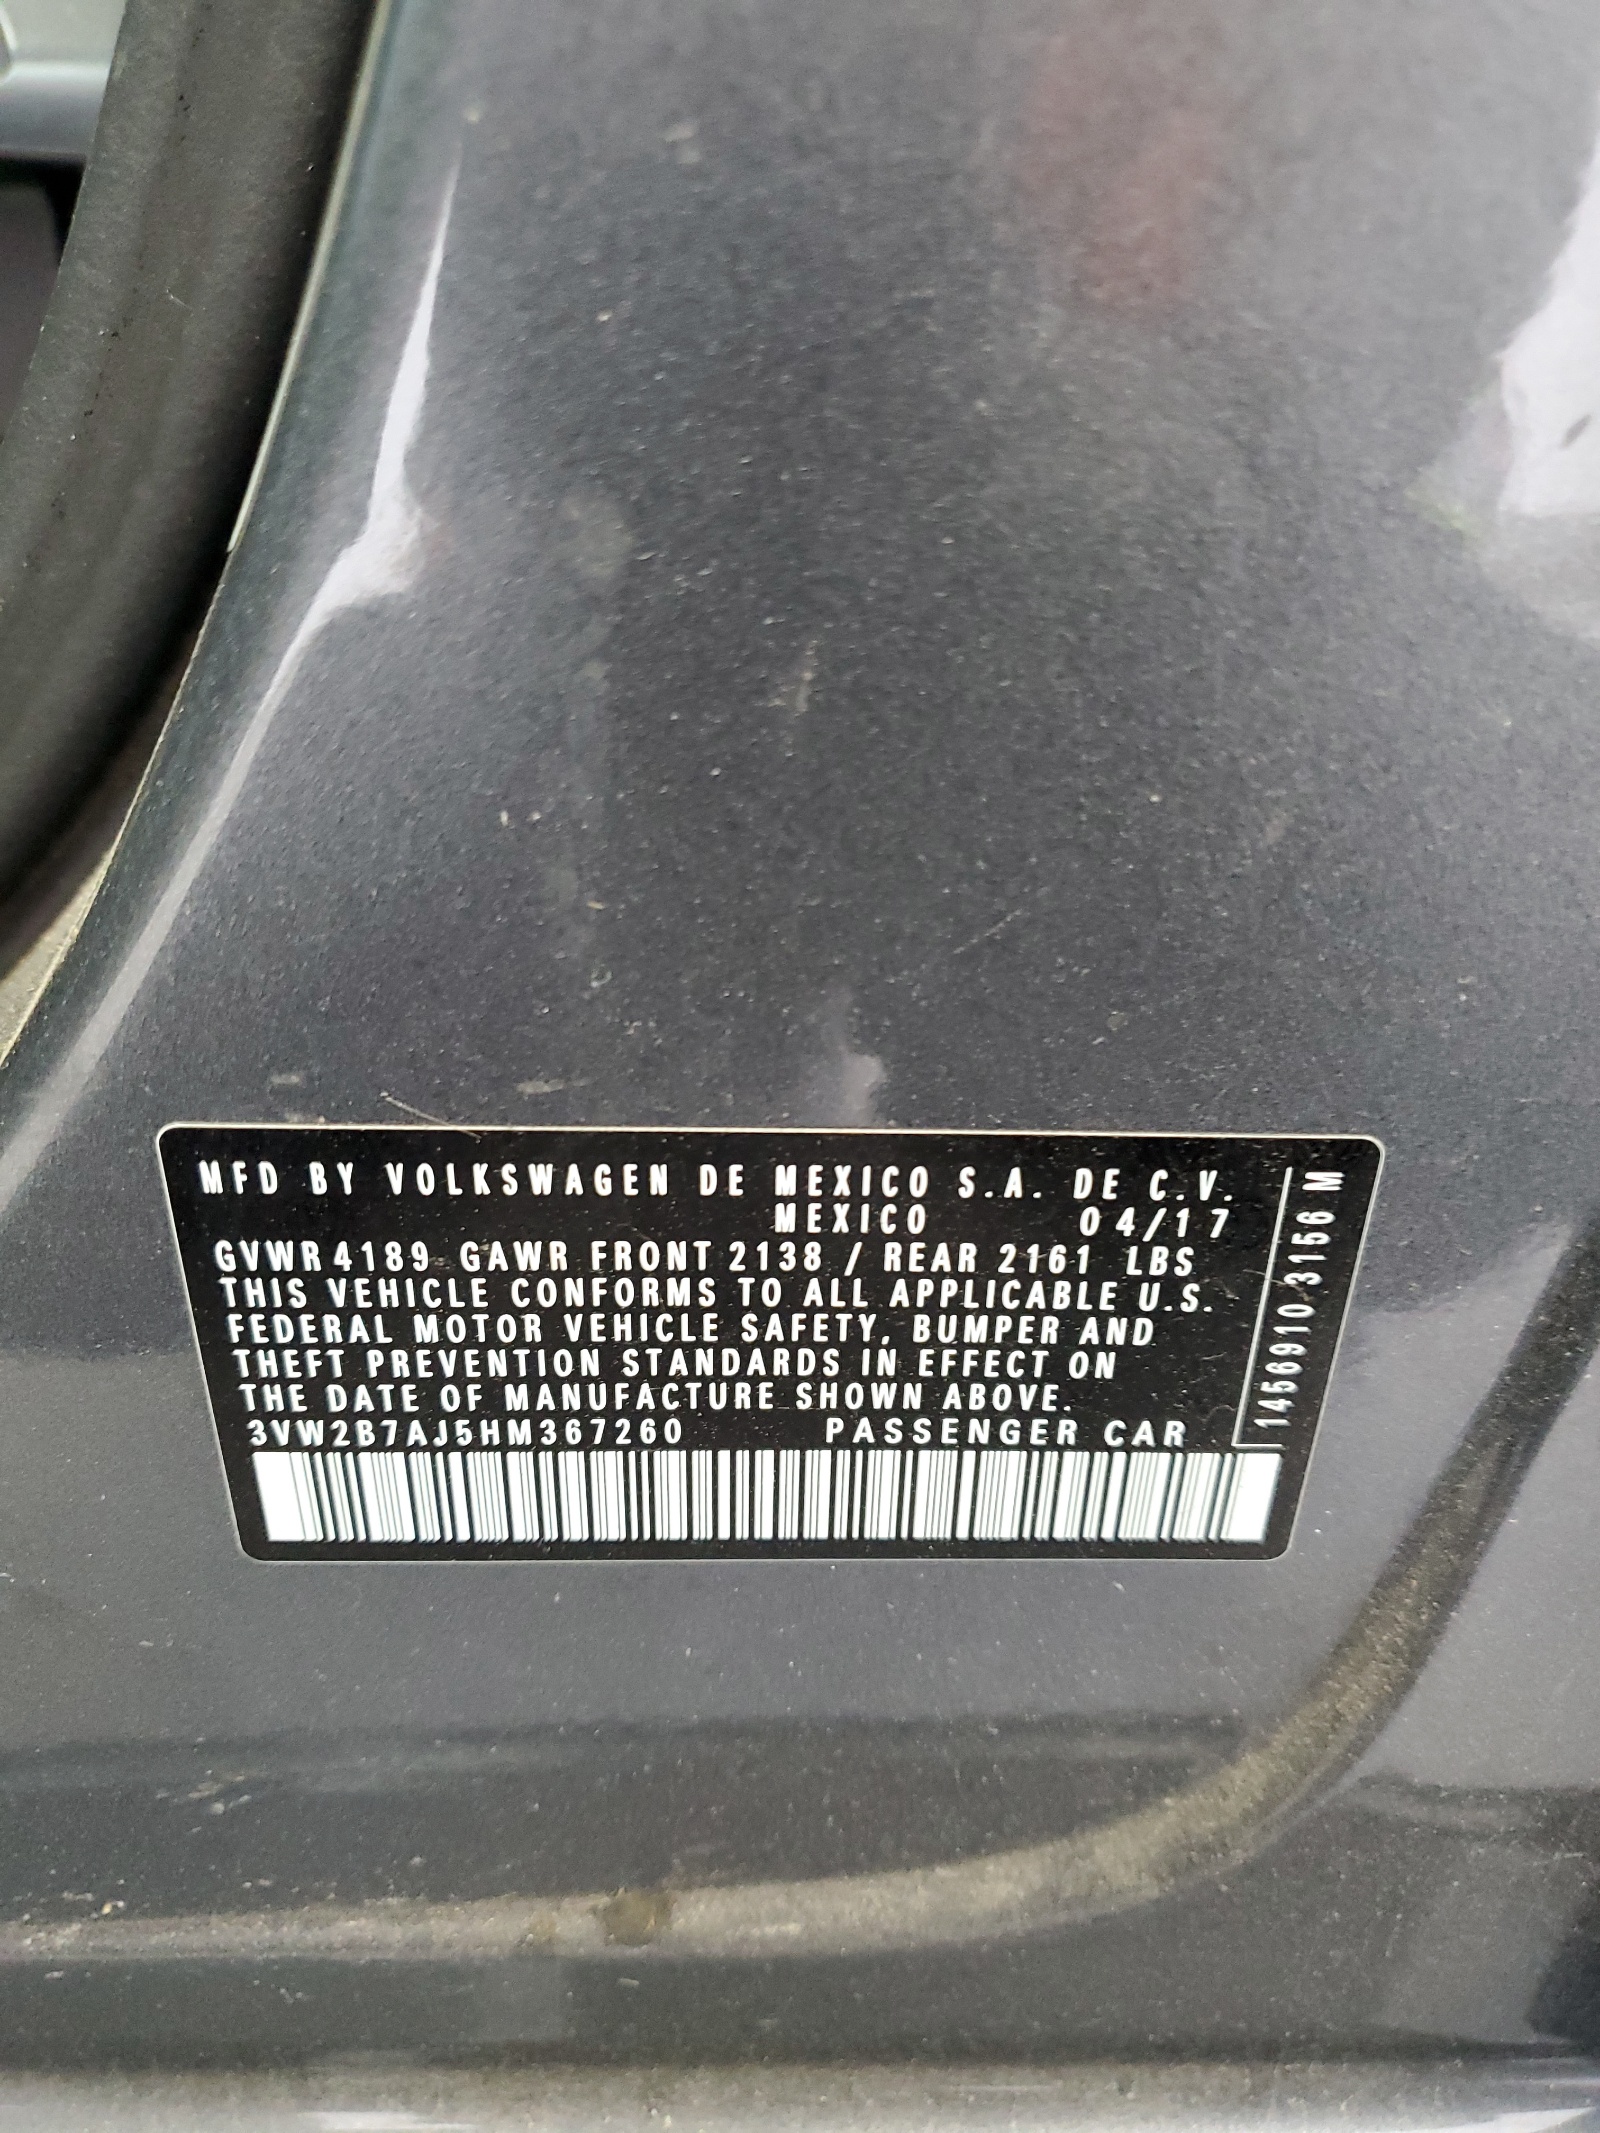 MFD BY VOLKSWAGEN DE MEXICO S.A. DE C.V.
MEXICO 04/17
GVWR 4189 GAWR FRONT 2138 / REAR 2161 LBS
THIS VEHICLE CONFORMS TO ALL APPLICABLE U.S.
FEDERAL MOTOR VEHICLE SAFETY, BUMPER AND
THEFT PREVENTION STANDARDS IN EFFECT ON
THE DATE OF MANUFACTURE SHOWN ABOVE.
3VW2B7AJ5HM367260 PASSENGER CAR
1456910 3156 M